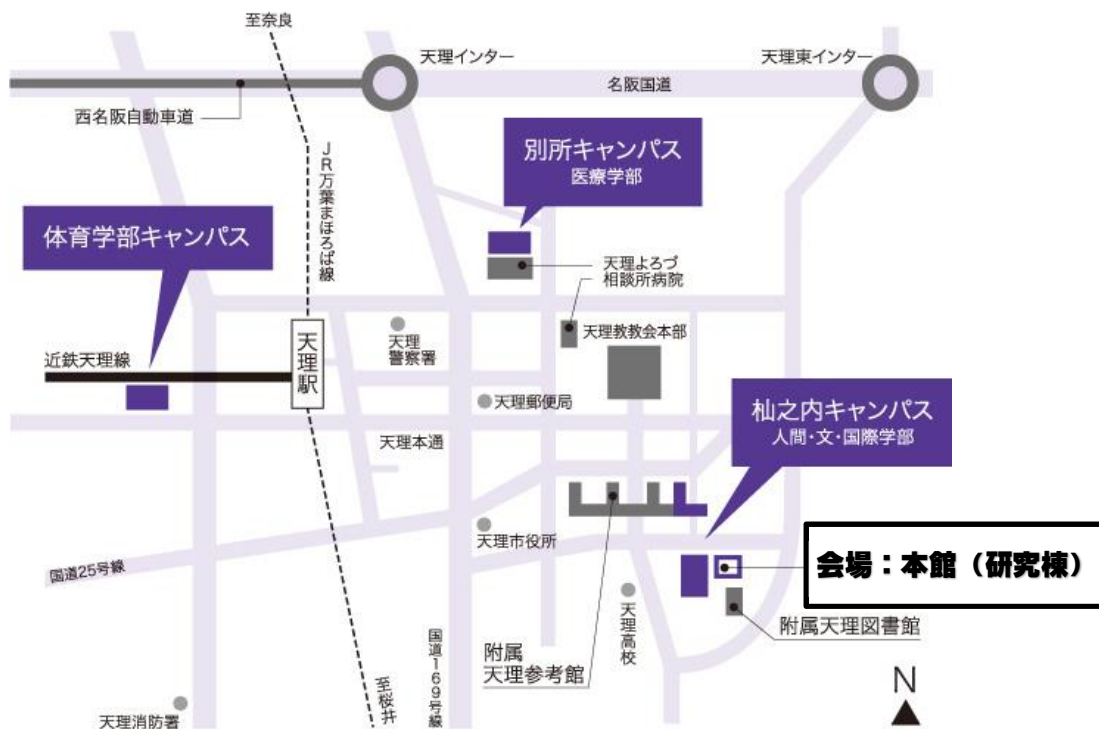 至奈良
天理インター
天理東インター
名阪国道
西名阪自動車道
JR万葉まほろば線
別所キャンパス
医療学部
体育学部キャンパス
天理よろづ
相談所病院
天理
警察署
天理教教会本部
天理駅
近鉄天理線
天理郵便局
杣之内キャンパス
人間・文・国際学部
天理本通
天理市役所
国道25号線
会場：本館（研究棟）
天理高校
附属天理図書館
附属
天理参考館
国道169号線
至桜井
天理消防署
N